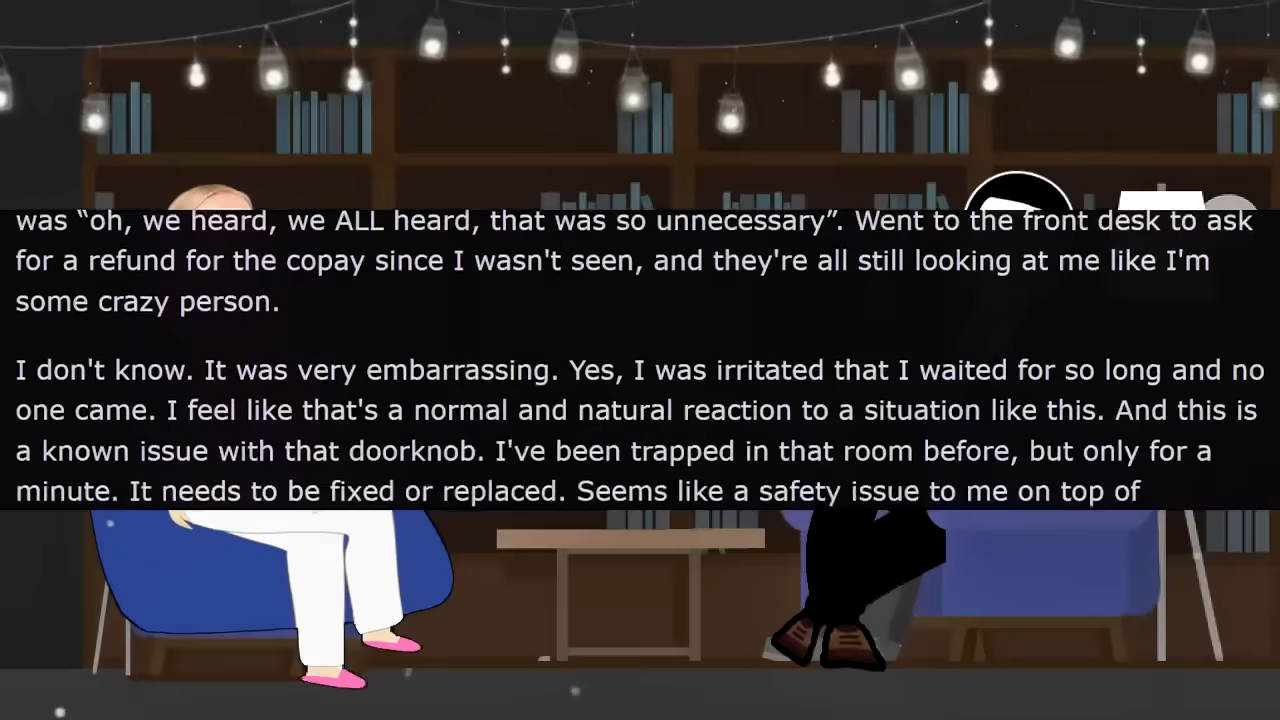 was “oh, we heard, we ALL heard, that was so unnecessary”. Went to the front desk to ask
for a refund for the copay since I wasn't seen, and they're all still looking at me like I'm
some crazy person.
I don't know. It was very embarrassing. Yes, I was irritated that I waited for so long and no
one came. I feel like that's a normal and natural reaction to a situation like this. And this is
a known issue with that doorknob. I've been trapped in that room before, but only for a
minute. It needs to be fixed or replaced. Seems like a safety issue to me on top of